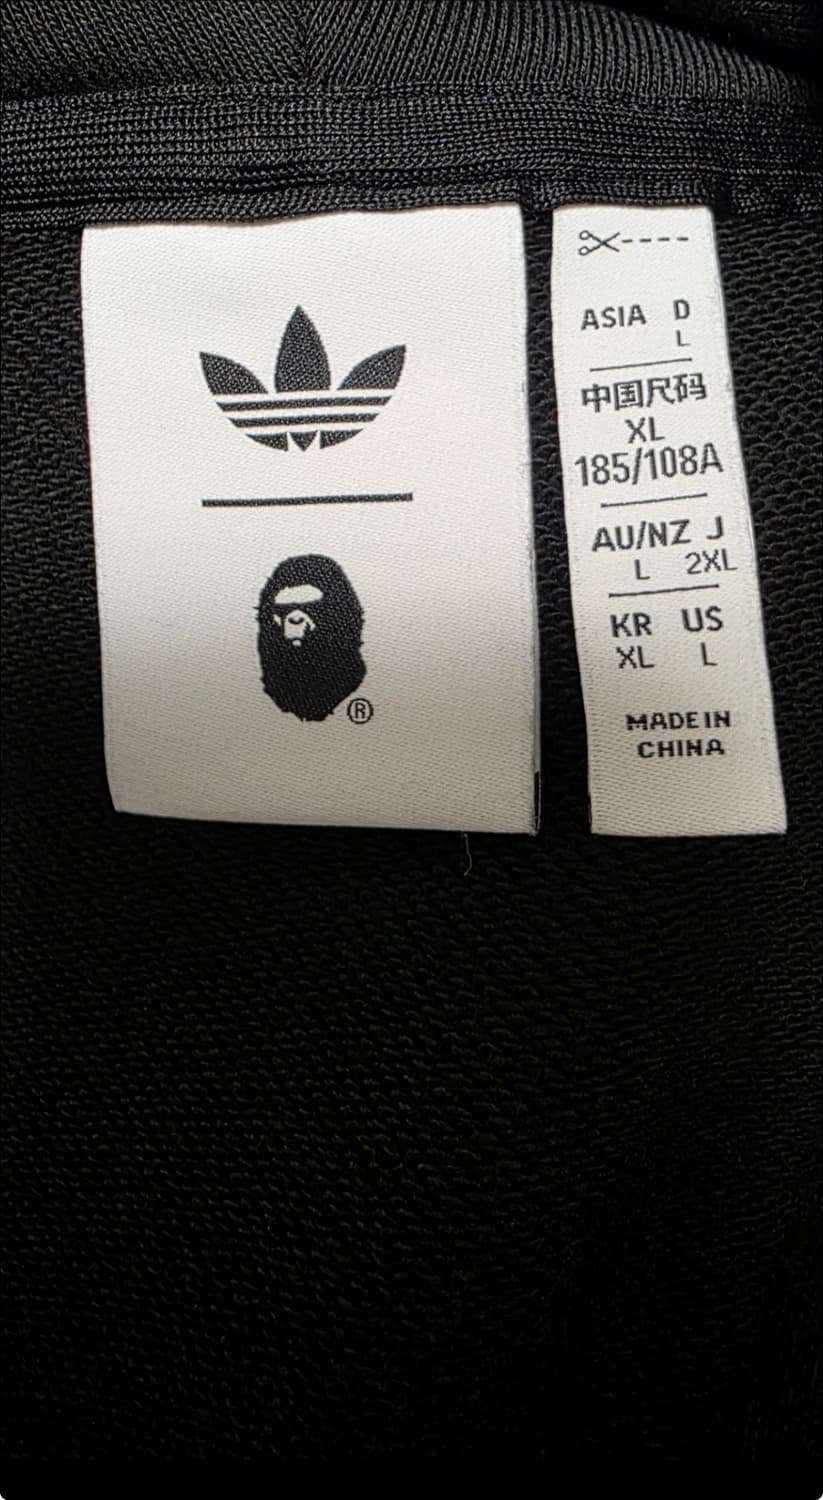 ®
ASIA D
L
中国尺码
XL
185/108A
AU/NZ J
L 2XL
KR US
XL L
MADE IN
CHINA